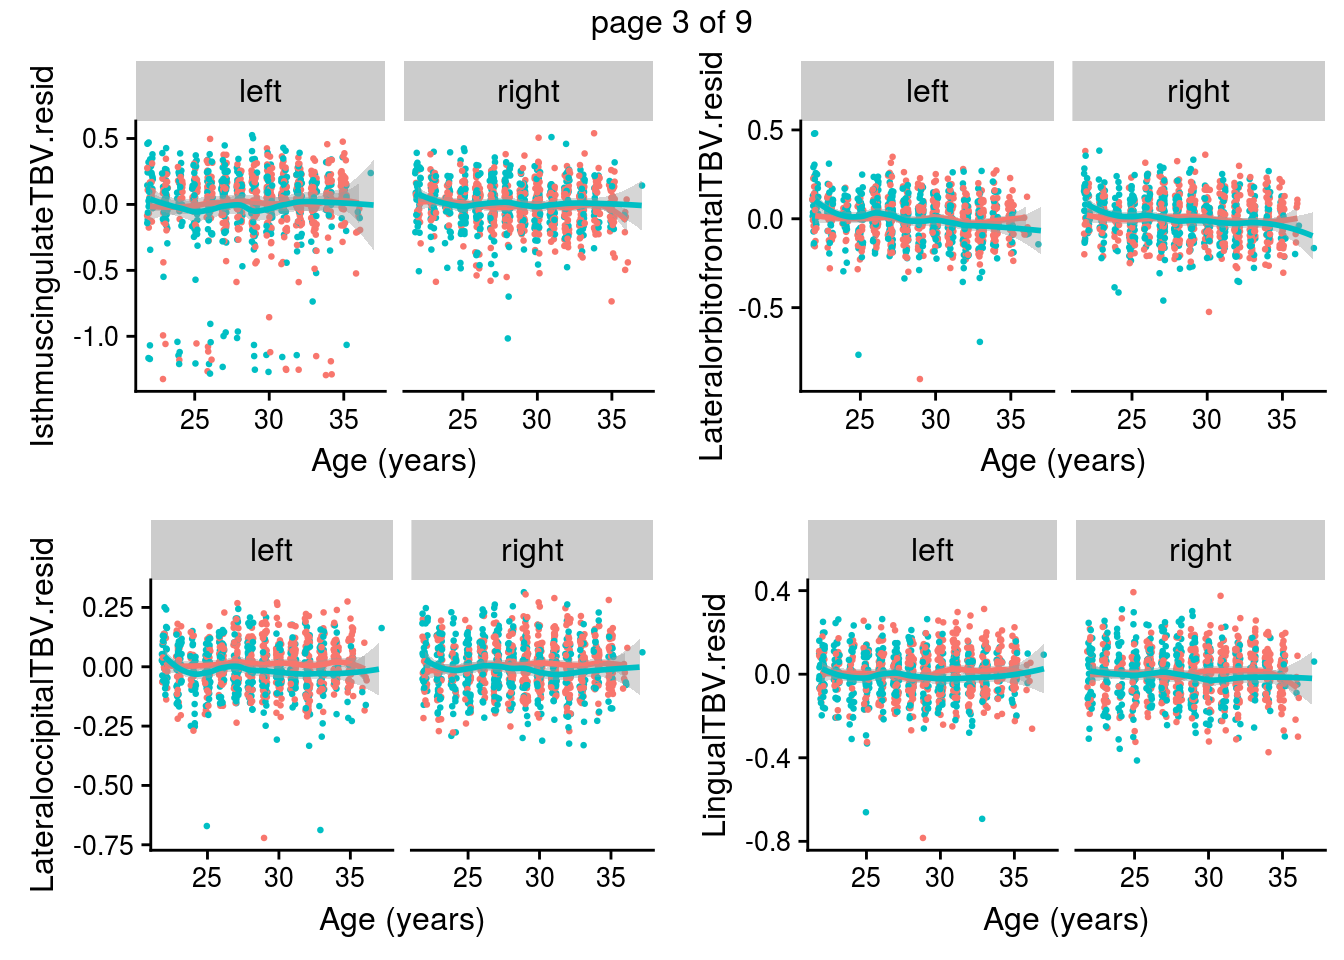 page 3 of 9
IsthmuscingulateTBV.resid
left
right
0.5
0.0
-0.5
-1.0
25 30 35
25 30 35
Age (years)
LateralorbitofrontalTBV.resid
left
right
0.5
0.0
-0.5
25 30 35
25 30 35
Age (years)
LateraloccipitalTBV.resid
left
right
0.25
0.00
-0.25
-0.50
-0.75
25 30 35
25 30 35
Age (years)
LingualTBV.resid
left
right
0.4
0.0
-0.4
-0.8
25 30 35
25 30 35
Age (years)